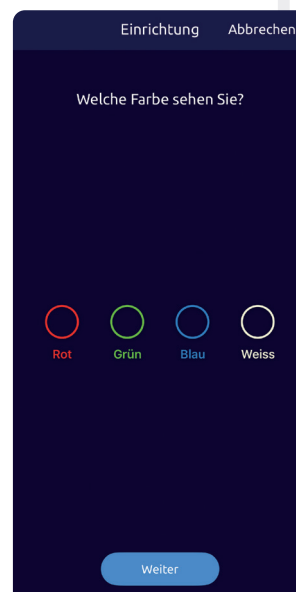 Einrichtung Abbrechen
Welche Farbe sehen Sie?
Rot Grün Blau Weiss
Weiter